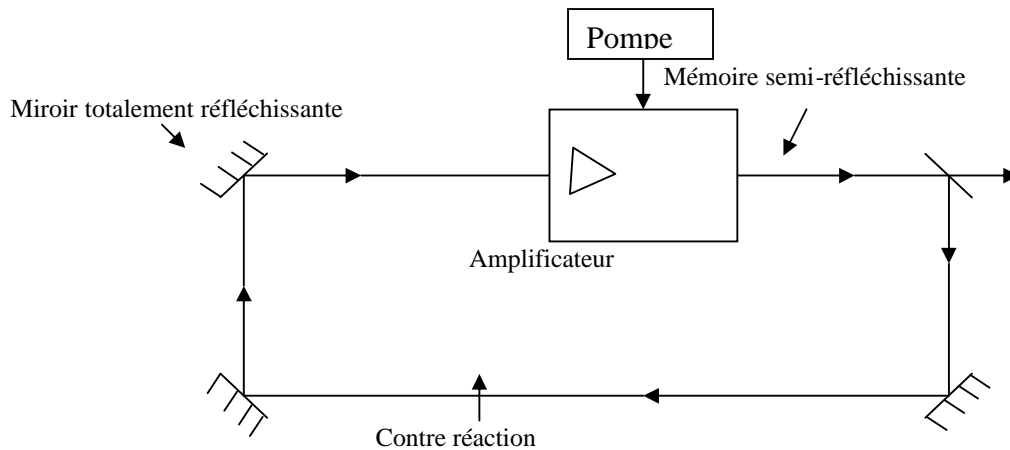 Pompe
Mémoire semi-réfléchissante
Miroir totalement réfléchissante
Amplificateur
Contre réaction